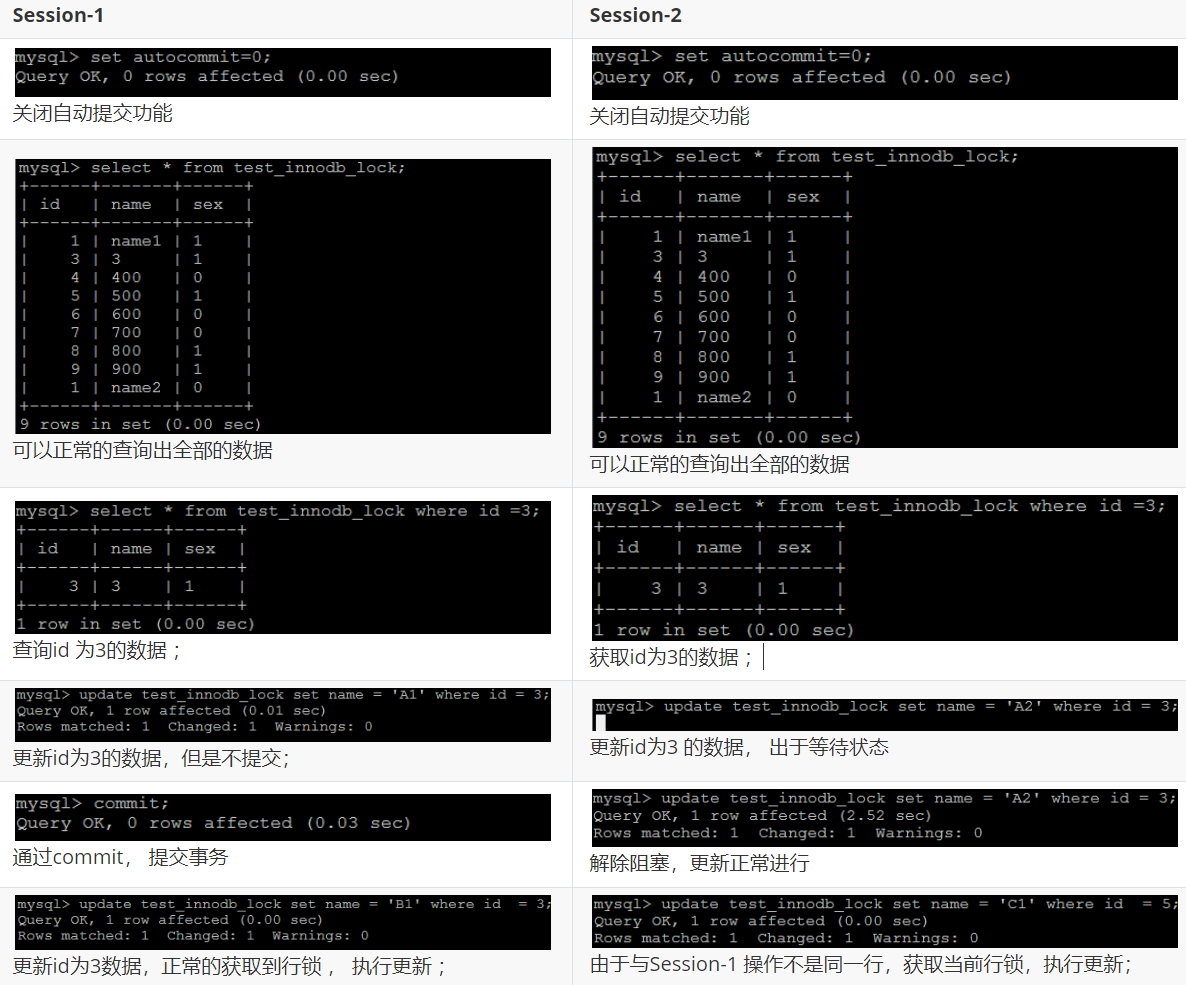 Session-1
Session-2
mysql> set autocommit=0;
Query OK, 0 rows affected (0.00 sec)
关闭自动提交功能
mysql> set autocommit=0;
Query OK, 0 rows affected (0.00 sec)
关闭自动提交功能
mysql> select * from test_innodb_lock;
+------+-------+------+
| id | name | sex |
+------+-------+------+
| 1 | name1 | 1 |
| 3 | 3 | 1 |
| 4 | 400 | 0 |
| 5 | 500 | 1 |
| 6 | 600 | 0 |
| 7 | 700 | 0 |
| 8 | 800 | 1 |
| 9 | 900 | 1 |
| 1 | name2 | 0 |
+------+-------+------+
9 rows in set (0.00 sec)
可以正常的查询出全部的数据
mysql> select * from test_innodb_lock;
+------+-------+------+
| id | name | sex |
+------+-------+------+
| 1 | name1 | 1 |
| 3 | 3 | 1 |
| 4 | 400 | 0 |
| 5 | 500 | 1 |
| 6 | 600 | 0 |
| 7 | 700 | 0 |
| 8 | 800 | 1 |
| 9 | 900 | 1 |
| 1 | name2 | 0 |
+------+-------+------+
9 rows in set (0.00 sec)
可以正常的查询出全部的数据
mysql> select * from test_innodb_lock where id =3;
+------+------+------+
| id | name | sex |
+------+------+------+
| 3 | 3 | 1 |
+------+------+------+
1 row in set (0.00 sec)
查询id 为3的数据 ；
mysql> select * from test_innodb_lock where id =3;
+------+------+------+
| id | name | sex |
+------+------+------+
| 3 | 3 | 1 |
+------+------+------+
1 row in set (0.00 sec)
获取id为3的数据 ；
mysql> update test_innodb_lock set name = 'A1' where id = 3;
Query OK, 1 row affected (0.01 sec)
Rows matched: 1 Changed: 1 Warnings: 0
更新id为3的数据，但是不提交；
mysql> update test_innodb_lock set name = 'A2' where id = 3;
更新id为3 的数据， 出于等待状态
mysql> commit;
Query OK, 0 rows affected (0.03 sec)
通过commit， 提交事务
mysql> update test_innodb_lock set name = 'A2' where id = 3;
Query OK, 1 row affected (2.52 sec)
Rows matched: 1 Changed: 1 Warnings: 0
解除阻塞，更新正常进行
mysql> update test_innodb_lock set name = 'B1' where id = 3;
Query OK, 1 row affected (0.00 sec)
Rows matched: 1 Changed: 1 Warnings: 0
更新id为3数据，正常的获取到行锁 ， 执行更新 ；
mysql> update test_innodb_lock set name = 'C1' where id = 5;
Query OK, 1 row affected (0.00 sec)
Rows matched: 1 Changed: 1 Warnings: 0
由于与Session-1 操作不是同一行，获取当前行锁，执行更新；